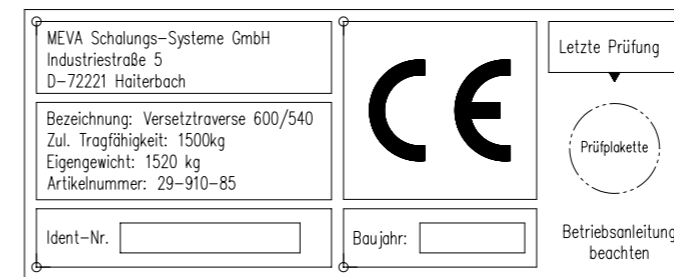 MEVA Schalungs-Systeme GmbH
Industriestraße 5
D-72221 Haiterbach
Bezeichnung: Versetztraverse 600/540
Zul. Tragfähigkeit: 1500kg
Eigengewicht: 1520 kg
Artikelnummer: 29-910-85
Ident-Nr.
CE
Baujahr:
Letzte Prüfung
Prüfplakette
Betriebsanleitung
beachten